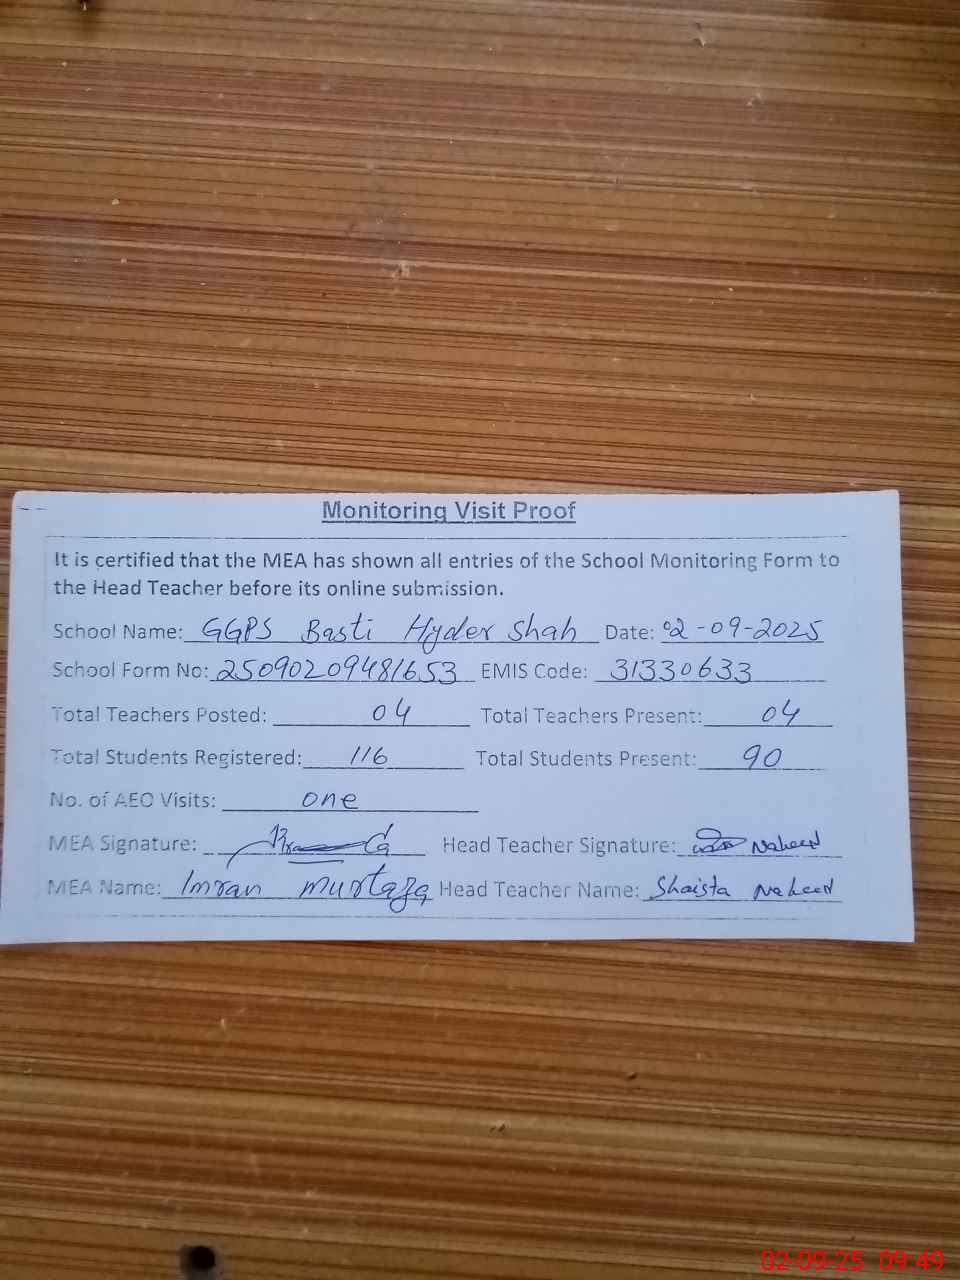 Monitoring Visit Proof
It is certified that the MEA has shown all entries of the School Monitoring Form to
the Head Teacher before its online submission.
School Name: GGPS Basti Hyder Shah Date: 02-09-2025
School Form No: 25090209481653 EMIS Code: 31330633
Total Teachers Posted: 04 Total Teachers Present: 04
Total Students Registered: 116 Total Students Present: 90
No. of AEO Visits: one
MEA Signature: Head Teacher Signature: Naheed
MEA Name: Imran Murtaza Head Teacher Name: Shaista Naheed
02-09-25 09:49